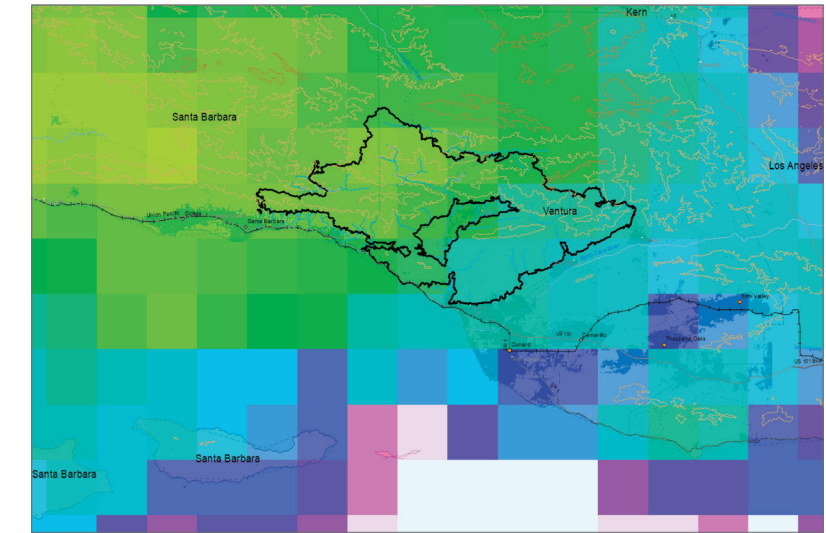 Kern
Santa Barbara
Los Angeles
Ventura
Goleta
Santa Barbara
Simi Valley
US 101
Camarillo
Thousand Oaks
Oxnard
Santa Barbara
Santa Barbara